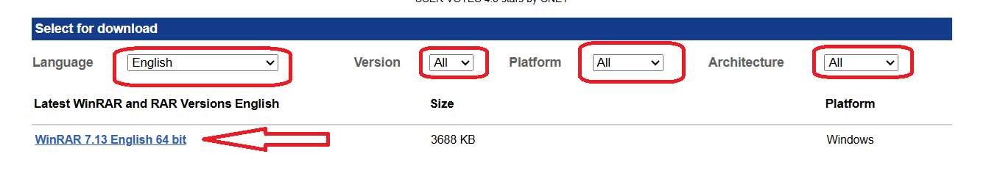 Select for download
Language English Version All Platform All Architecture All
Latest WinRAR and RAR Versions English Size Platform
WinRAR 7.13 English 64 bit 3688 KB Windows